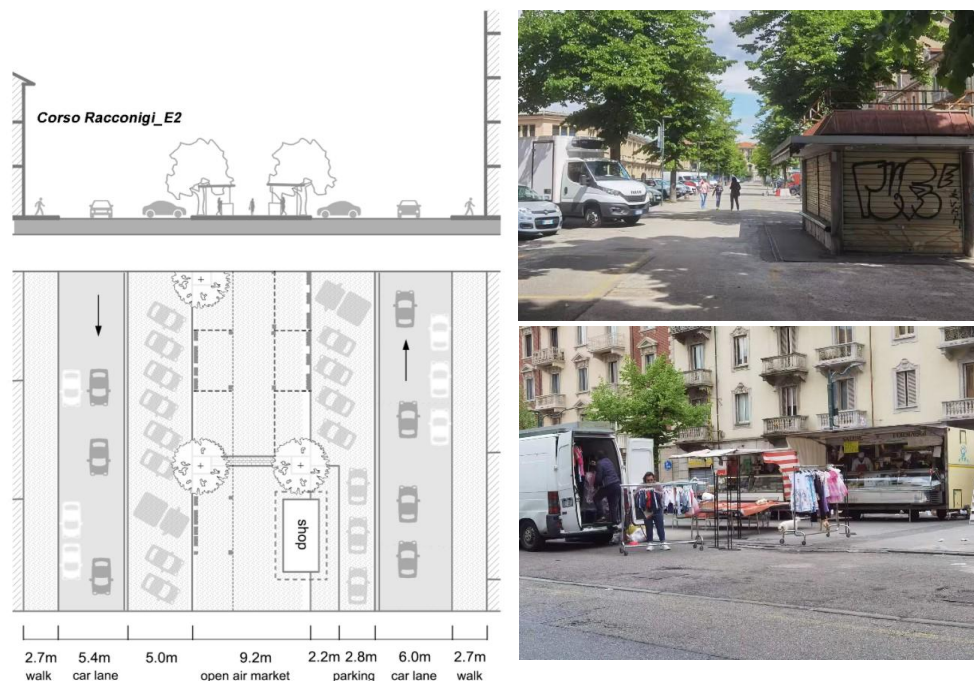 Corso Racconigi_E2
shop
2.7m 5.4m 5.0m 9.2m 2.2m 2.8m 6.0m 2.7m
walk car lane open air market parking car lane walk
IVECO